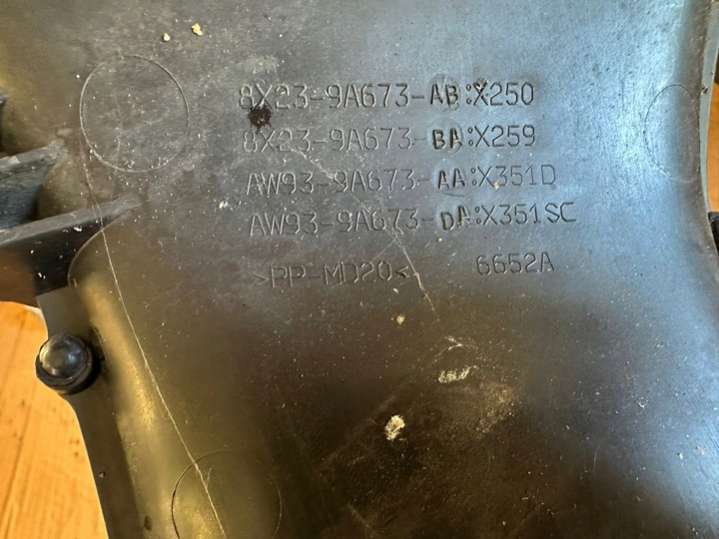 8X23-9A673-AB:X250
8X23-9A673-BA:X259
AW93-9A673-AA:X351D
AW93-9A673-DA:X351SC
>PP-MD20< 6652A